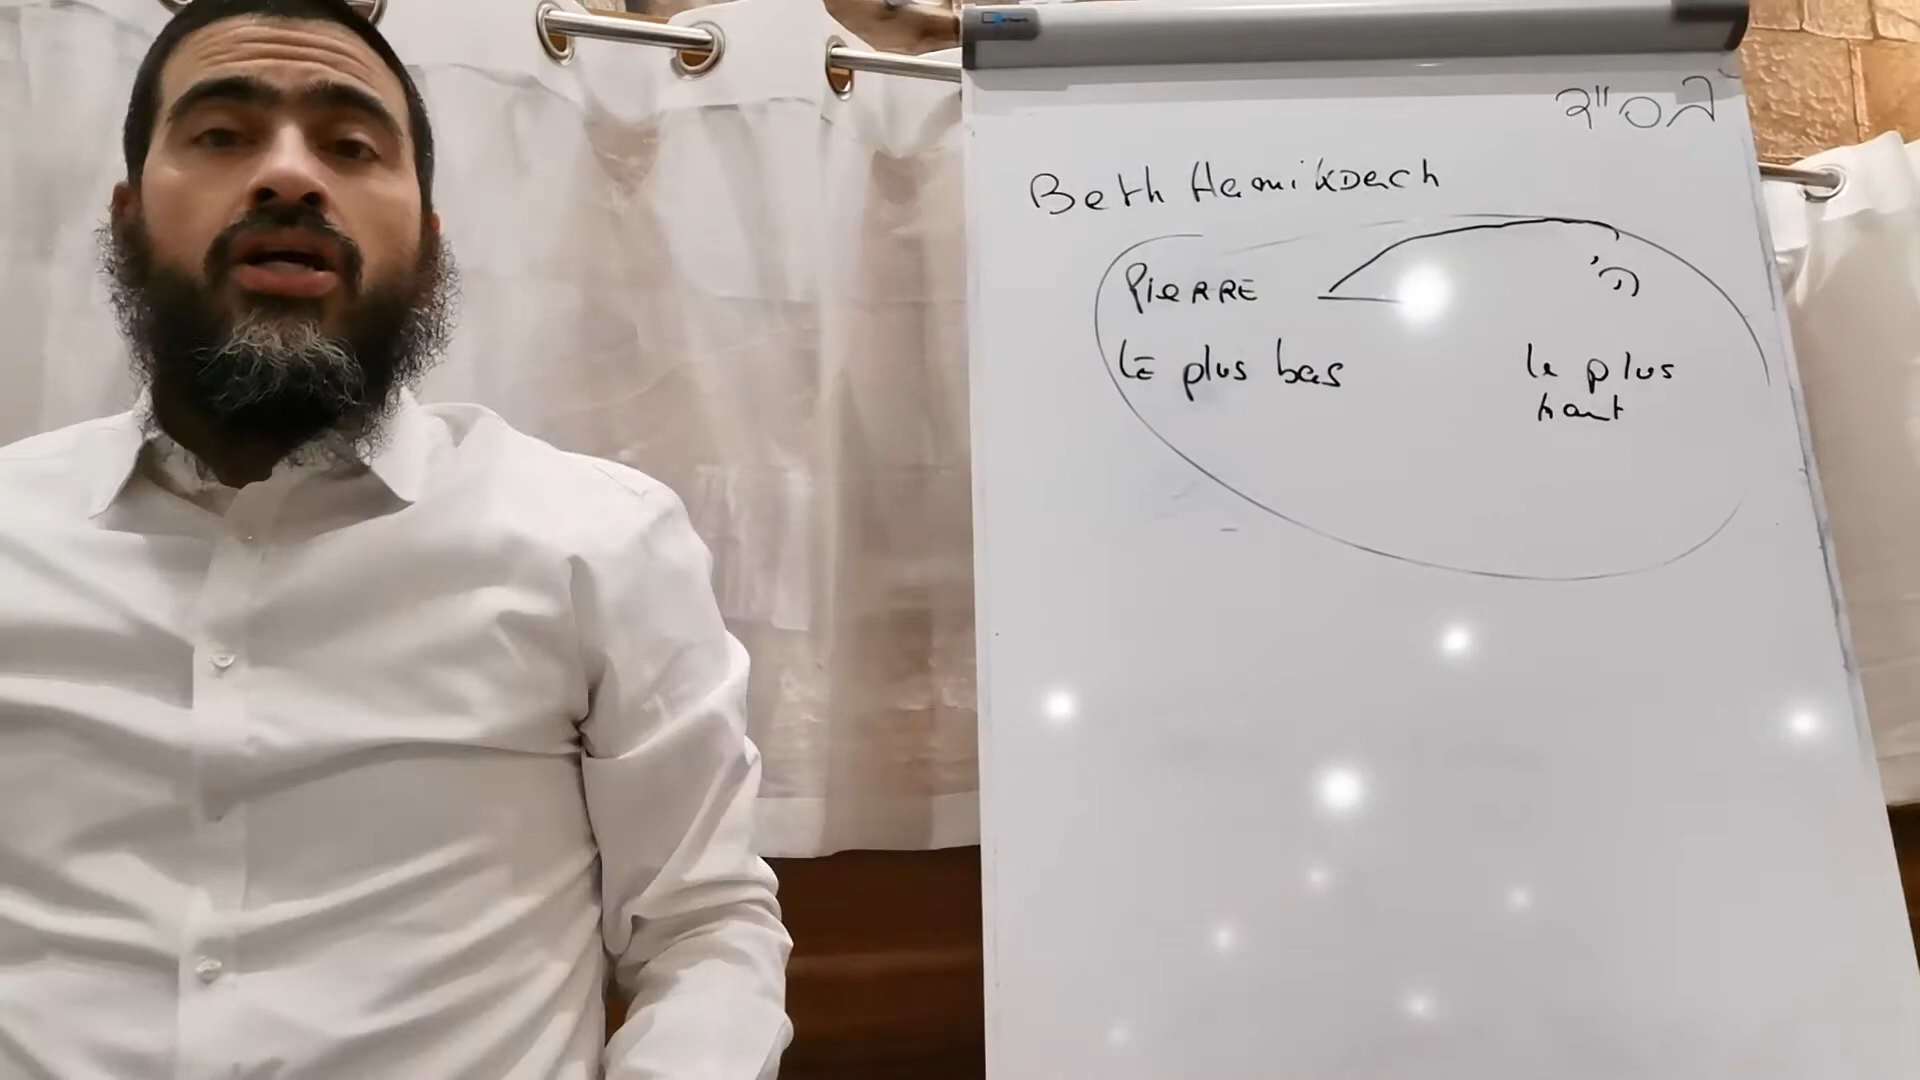 בס"ד
Beth Hamikdach
Pierre
ה'
Le plus bas
le plus
haut